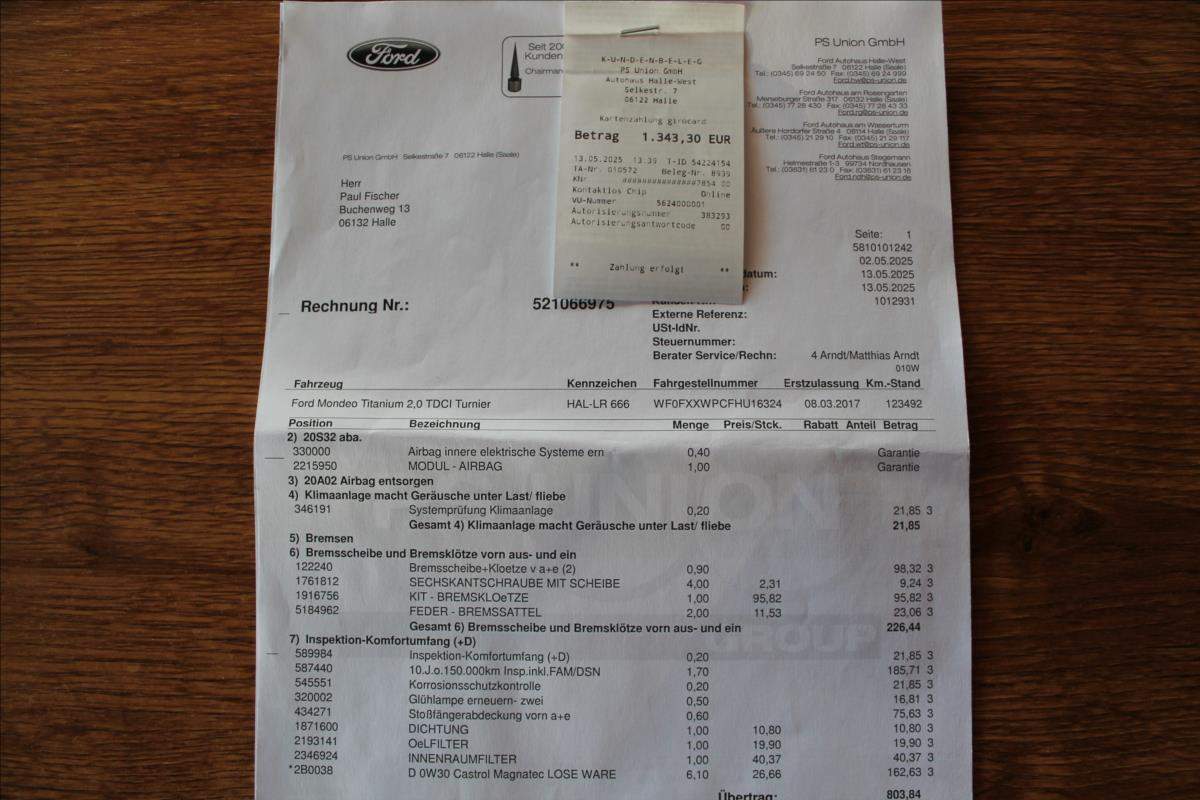 Ford
Seit 200
Kunden
Chairman
PS Union GmbH
Ford Autohaus Halle-West
Selkestraße 7 06122 Halle (Saale)
Tel.: (0345) 69 24 50 Fax: (0345) 69 24 999
Ford.hw@ps-union.de
Ford Autohaus am Rosengarten
Merseburger Straße 317 06132 Halle (Saale)
Tel.: (0345) 77 28 430 Fax: (0345) 77 28 43 33
Ford.rg@ps-union.de
Ford Autohaus am Wasserturm
Äußere Hordorfer Straße 4 06114 Halle (Saale)
Tel.: (0345) 21 29 10 Fax: (0345) 21 29 117
Ford.wt@ps-union.de
Ford Autohaus Stegemann
Helmestraße 1-3 99734 Nordhausen
Tel.: (03631) 61 23 0 Fax: (03631) 61 23 16
Ford.ndh@ps-union.de
K-U-N-D-E-N-B-E-L-E-G
PS Union GmbH
Autohaus Halle-West
Selkestr. 7
06122 Halle
Kartenzahlung girocard
Betrag 1.343,30 EUR
13.05.2025 13:39 T-ID 54224154
TA-Nr. 010572 Beleg-Nr. 8939
KNr. ###############7854 00
Kontaktlos Chip Online
VU-Nummer 5624000001
Autorisierungsnummer 383293
Autorisierungsantwortcode 00
** Zahlung erfolgt **
PS Union GmbH Selkestraße 7 06122 Halle (Saale)
Herr
Paul Fischer
Buchenweg 13
06132 Halle
Seite: 1
5810101242
02.05.2025
datum: 13.05.2025
13.05.2025
1012931
Rechnung Nr.: 521066975
Externe Referenz:
USt-IdNr.
Steuernummer:
Berater Service/Rechn: 4 Arndt/Matthias Arndt
010W
Fahrzeug Kennzeichen Fahrgestellnummer Erstzulassung Km.-Stand
Ford Mondeo Titanium 2,0 TDCI Turnier HAL-LR 666 WF0FXXWPCFHU16324 08.03.2017 123492
Position Bezeichnung Menge Preis/Stck. Rabatt Anteil Betrag
2) 20S32 aba.
330000 Airbag innere elektrische Systeme ern 0,40 Garantie
2215950 MODUL - AIRBAG 1,00 Garantie
3) 20A02 Airbag entsorgen
4) Klimaanlage macht Geräusche unter Last/ fliebe
346191 Systemprüfung Klimaanlage 0,20 21,85 3
Gesamt 4) Klimaanlage macht Geräusche unter Last/ fliebe 21,85
5) Bremsen
6) Bremsscheibe und Bremsklötze vorn aus- und ein
122240 Bremsscheibe+Kloetze v a+e (2) 0,90 98,32 3
1761812 SECHSKANTSCHRAUBE MIT SCHEIBE 4,00 2,31 9,24 3
1916756 KIT - BREMSKLOeTZE 1,00 95,82 95,82 3
5184962 FEDER - BREMSSATTEL 2,00 11,53 23,06 3
Gesamt 6) Bremsscheibe und Bremsklötze vorn aus- und ein 226,44
7) Inspektion-Komfortumfang (+D)
589984 Inspektion-Komfortumfang (+D) 0,20 21,85 3
587440 10.J.o.150.000km Insp.inkl.FAM/DSN 1,70 185,71 3
545551 Korrosionsschutzkontrolle 0,20 21,85 3
320002 Glühlampe erneuern- zwei 0,50 16,81 3
434271 Stoßfängerabdeckung vorn a+e 0,60 75,63 3
1871600 DICHTUNG 1,00 10,80 10,80 3
2193141 OeLFILTER 1,00 19,90 19,90 3
2346924 INNENRAUMFILTER 1,00 40,37 40,37 3
*2B0038 D 0W30 Castrol Magnatec LOSE WARE 6,10 26,66 162,63 3
Übertrag: 803,84
UNION
GROUP